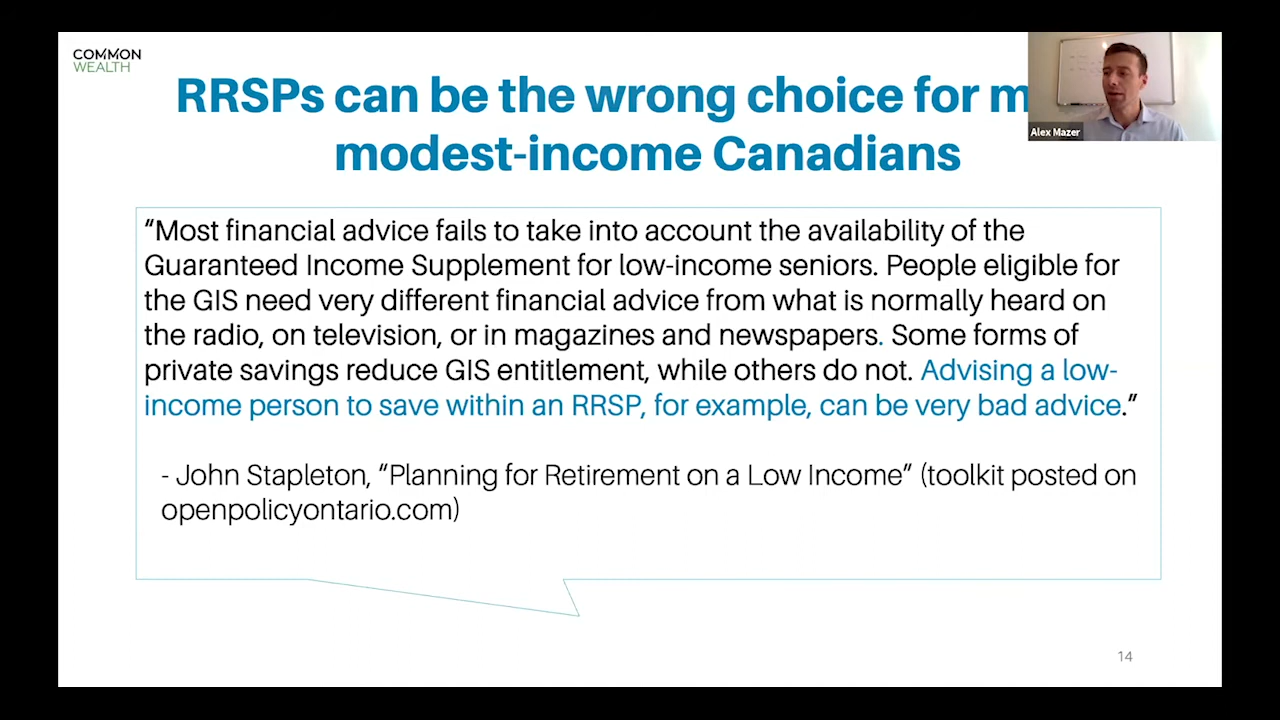 COMMON
WEALTH
RRSPs can be the wrong choice for
modest-income Canadians
Alex Mazer
“Most financial advice fails to take into account the availability of the
Guaranteed Income Supplement for low-income seniors. People eligible for
the GIS need very different financial advice from what is normally heard on
the radio, on television, or in magazines and newspapers. Some forms of
private savings reduce GIS entitlement, while others do not. Advising a low-
income person to save within an RRSP, for example, can be very bad advice.”
- John Stapleton, “Planning for Retirement on a Low Income” (toolkit posted on
openpolicyontario.com)
14